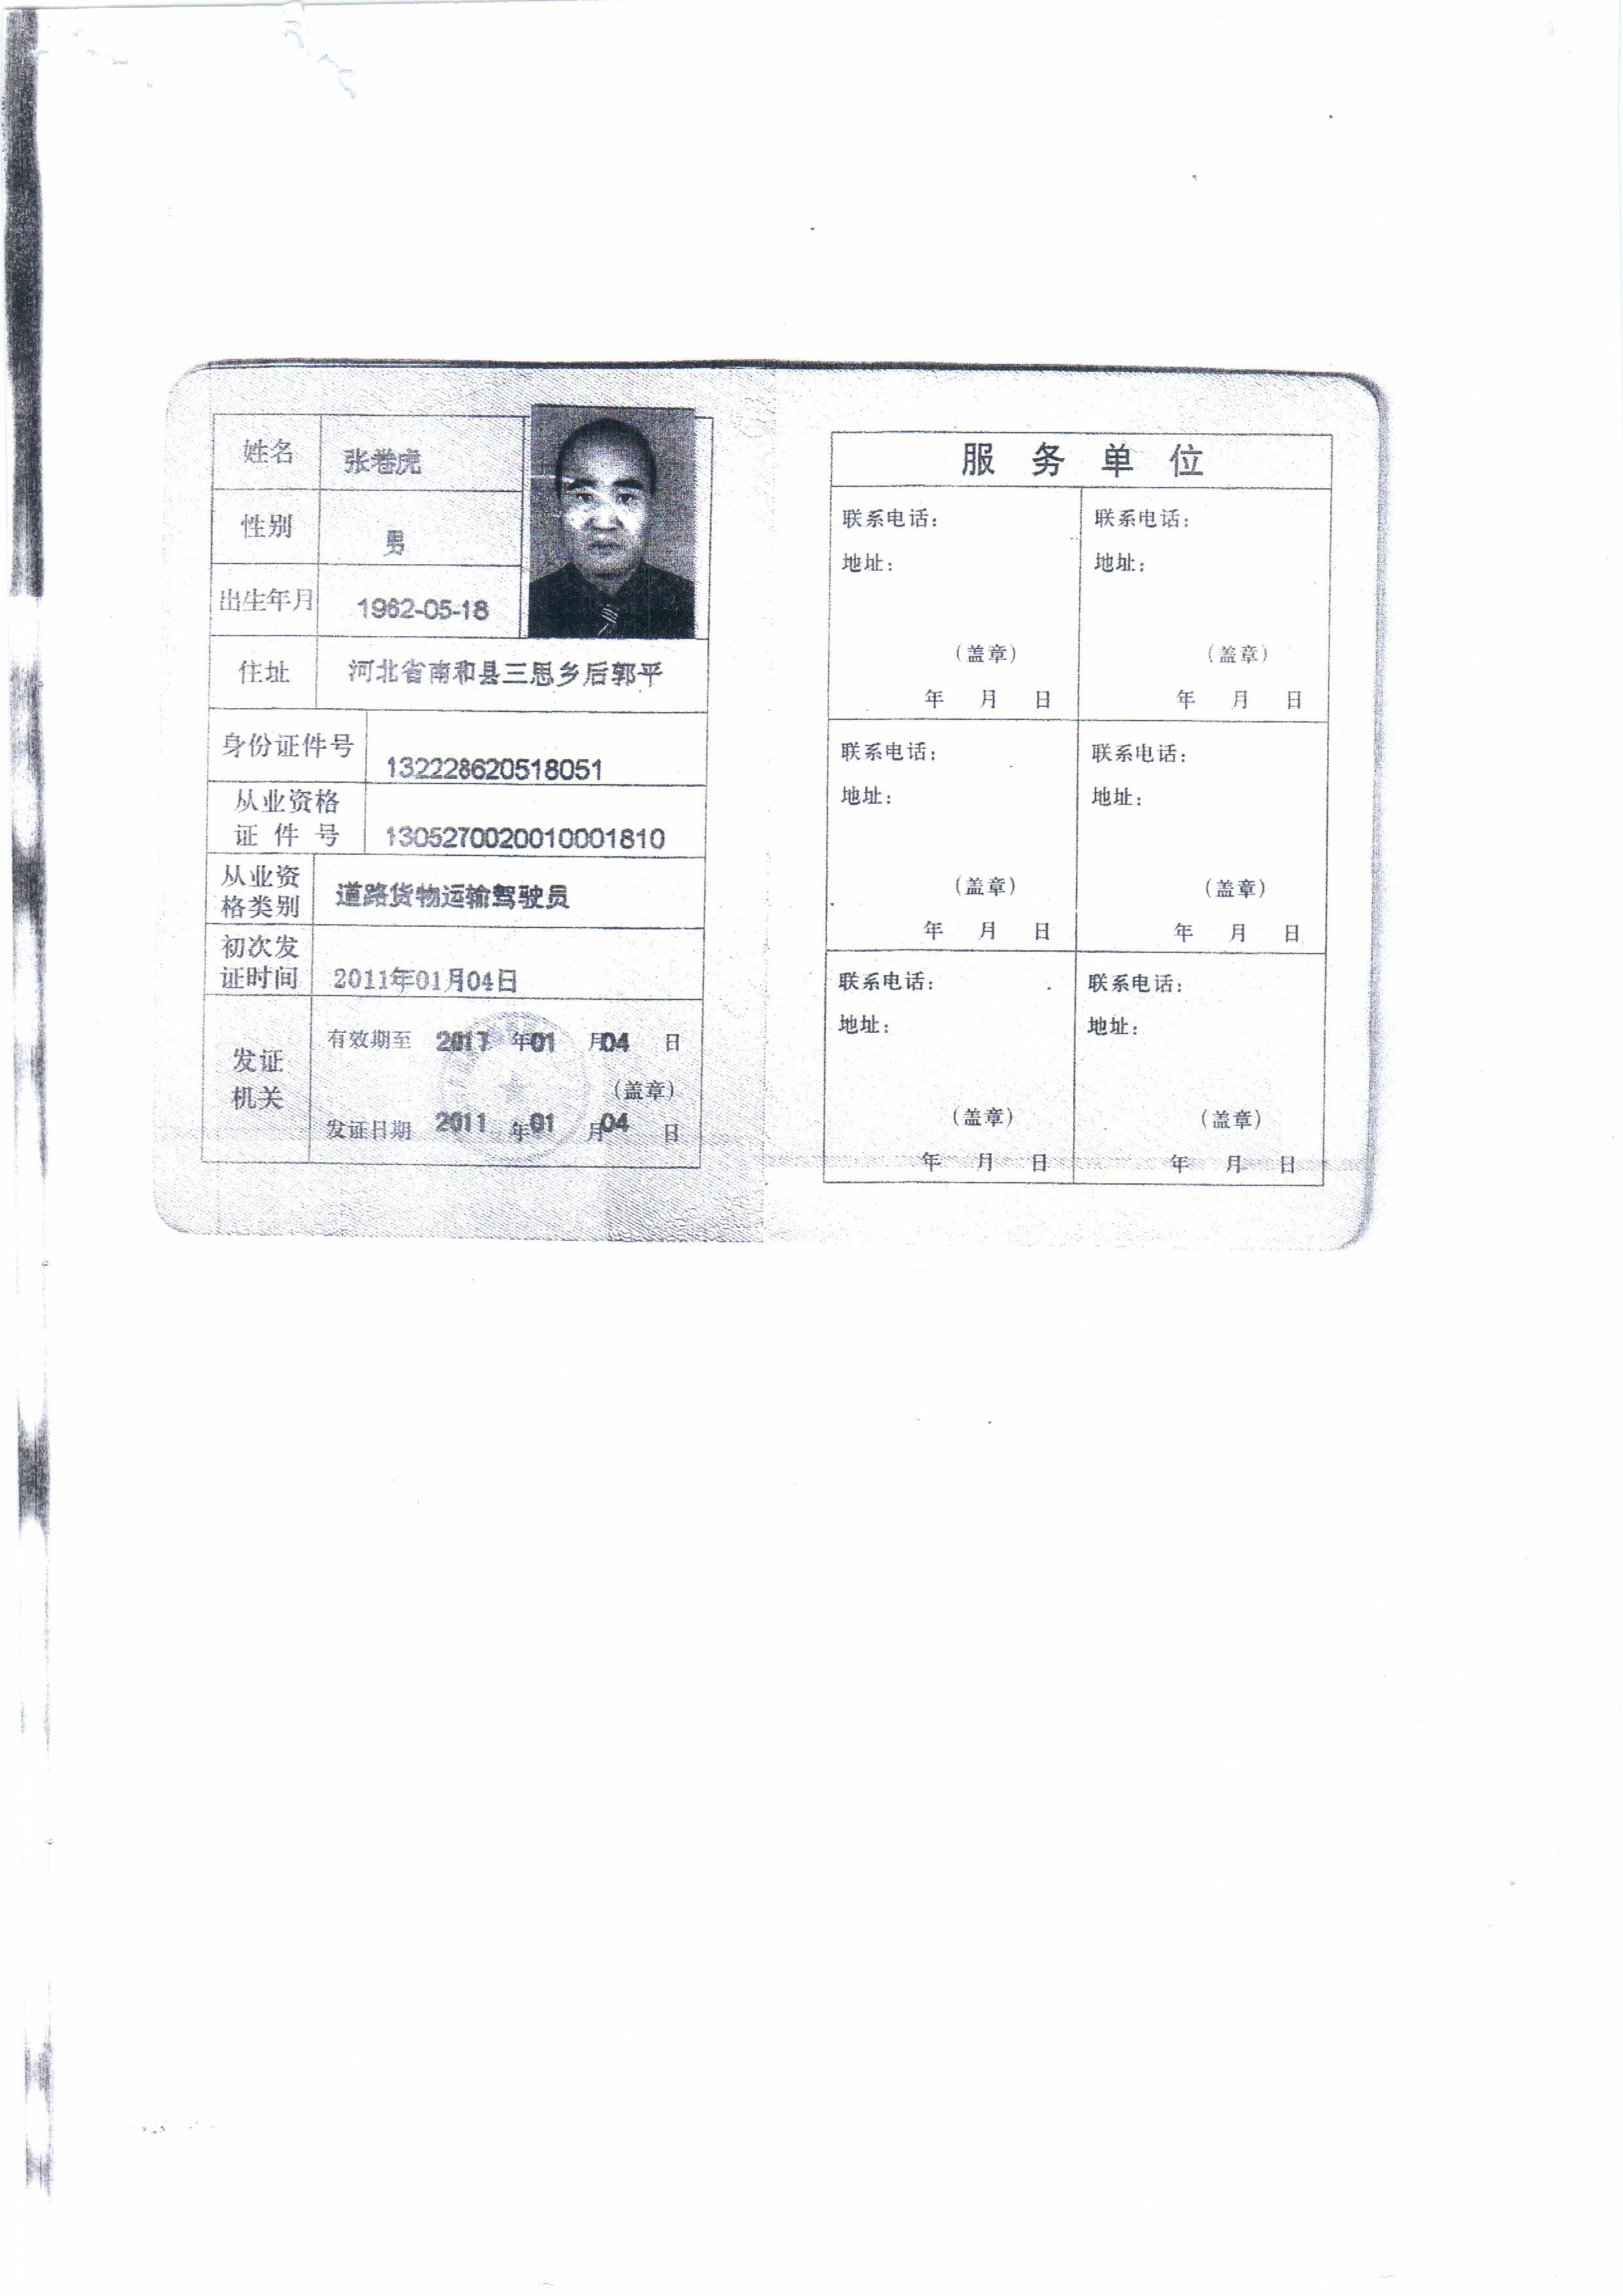 姓名 张巻虎
性别 男
出生年月 1962-05-18
住址 河北省南和县三思乡后郭平
身份证件号 132228620518051
从业资格
证件号 1305270020010001810
从业资
格类别 道路货物运输驾驶员
初次发
证时间 2011年01月04日
发证
机关
有效期至 2017 年01 月04 日
(盖章)
发证日期 2011 年01 月04 日
服务单位
联系电话:
地址:
(盖章)
年 月 日
联系电话:
地址:
(盖章)
年 月 日
联系电话:
地址:
(盖章)
年 月 日
联系电话:
地址:
(盖章)
年 月 日
联系电话:
地址:
(盖章)
年 月 日
联系电话:
地址:
(盖章)
年 月 日